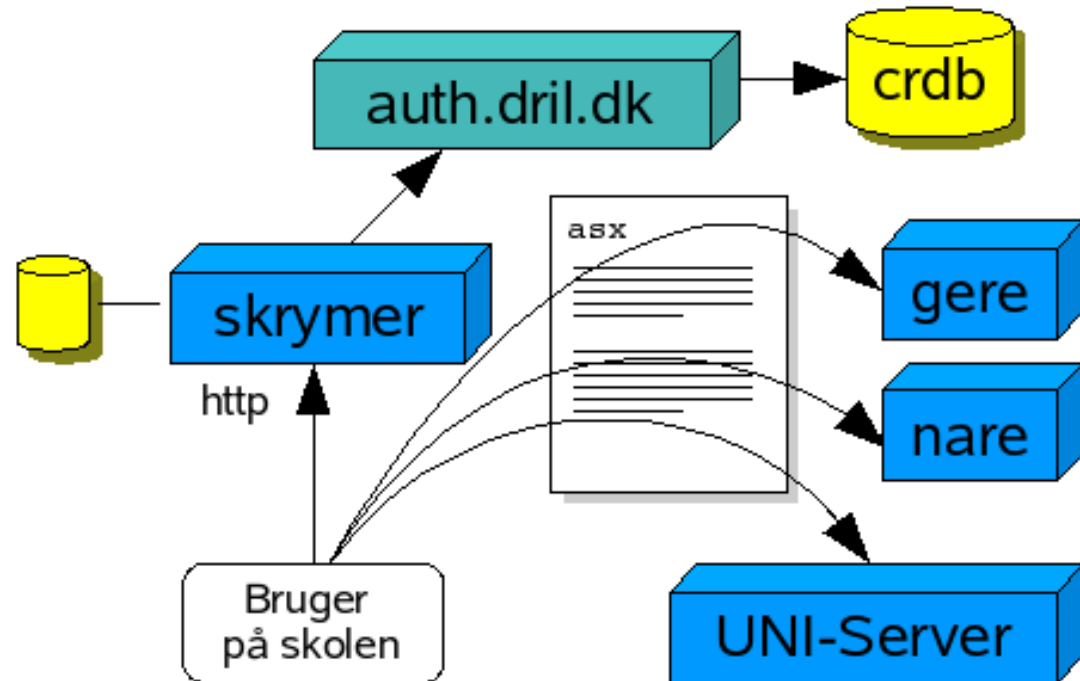 auth.dril.dk
crdb
asx
skrymer
gere
http
nare
Bruger
på skolen
UNI-Server